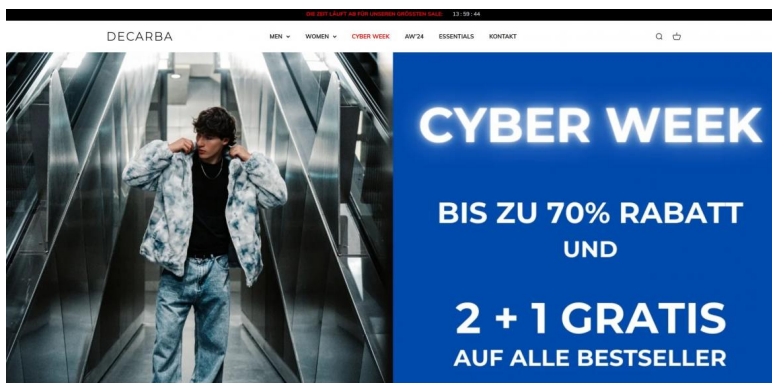 DIE ZEIT LÄUFT AB FÜR UNSEREN GRÖSSTEN SALE: 13 : 59 : 44
DECARBA MEN WOMEN CYBER WEEK AW'24 ESSENTIALS KONTAKT
CYBER WEEK
BIS ZU 70% RABATT
UND
2 + 1 GRATIS
AUF ALLE BESTSELLER